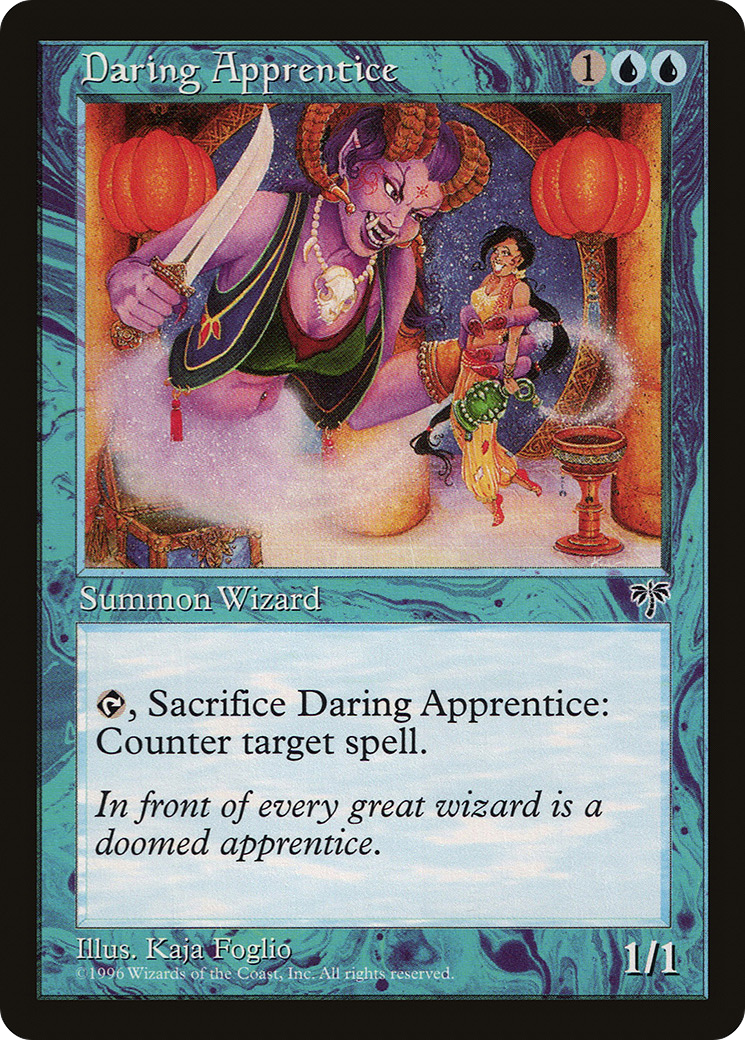 Daring Apprentice 1
Summon Wizard
, Sacrifice Daring Apprentice:
Counter target spell.
In front of every great wizard is a
doomed apprentice.
Illus. Kaja Foglio
©1996 Wizards of the Coast, Inc. All rights reserved.
1/1